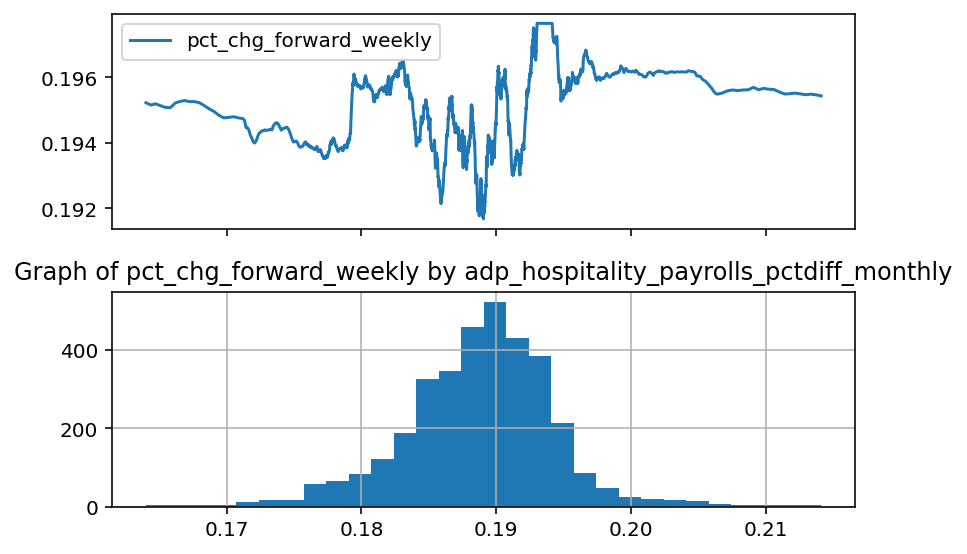 pct_chg_forward_weekly
0.196
0.194
0.192
Graph of pct_chg_forward_weekly by adp_hospitality_payrolls_pctdiff_monthly
400
200
0
0.17 0.18 0.19 0.20 0.21